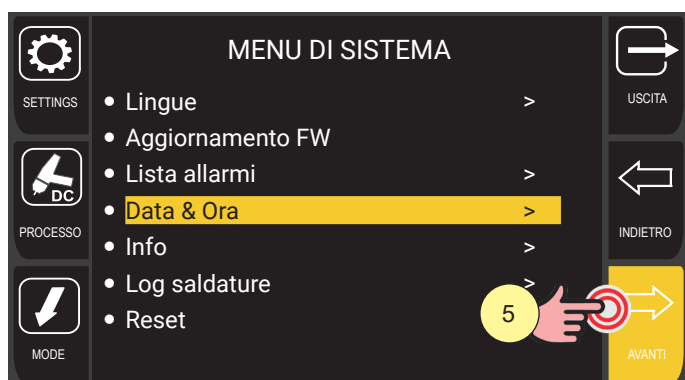 MENU DI SISTEMA
SETTINGS
USCITA
Lingue >
Aggiornamento FW
Lista allarmi >
DC
Data & Ora >
PROCESSO
INDIETRO
Info >
Log saldature >
5
Reset
MODE
AVANTI